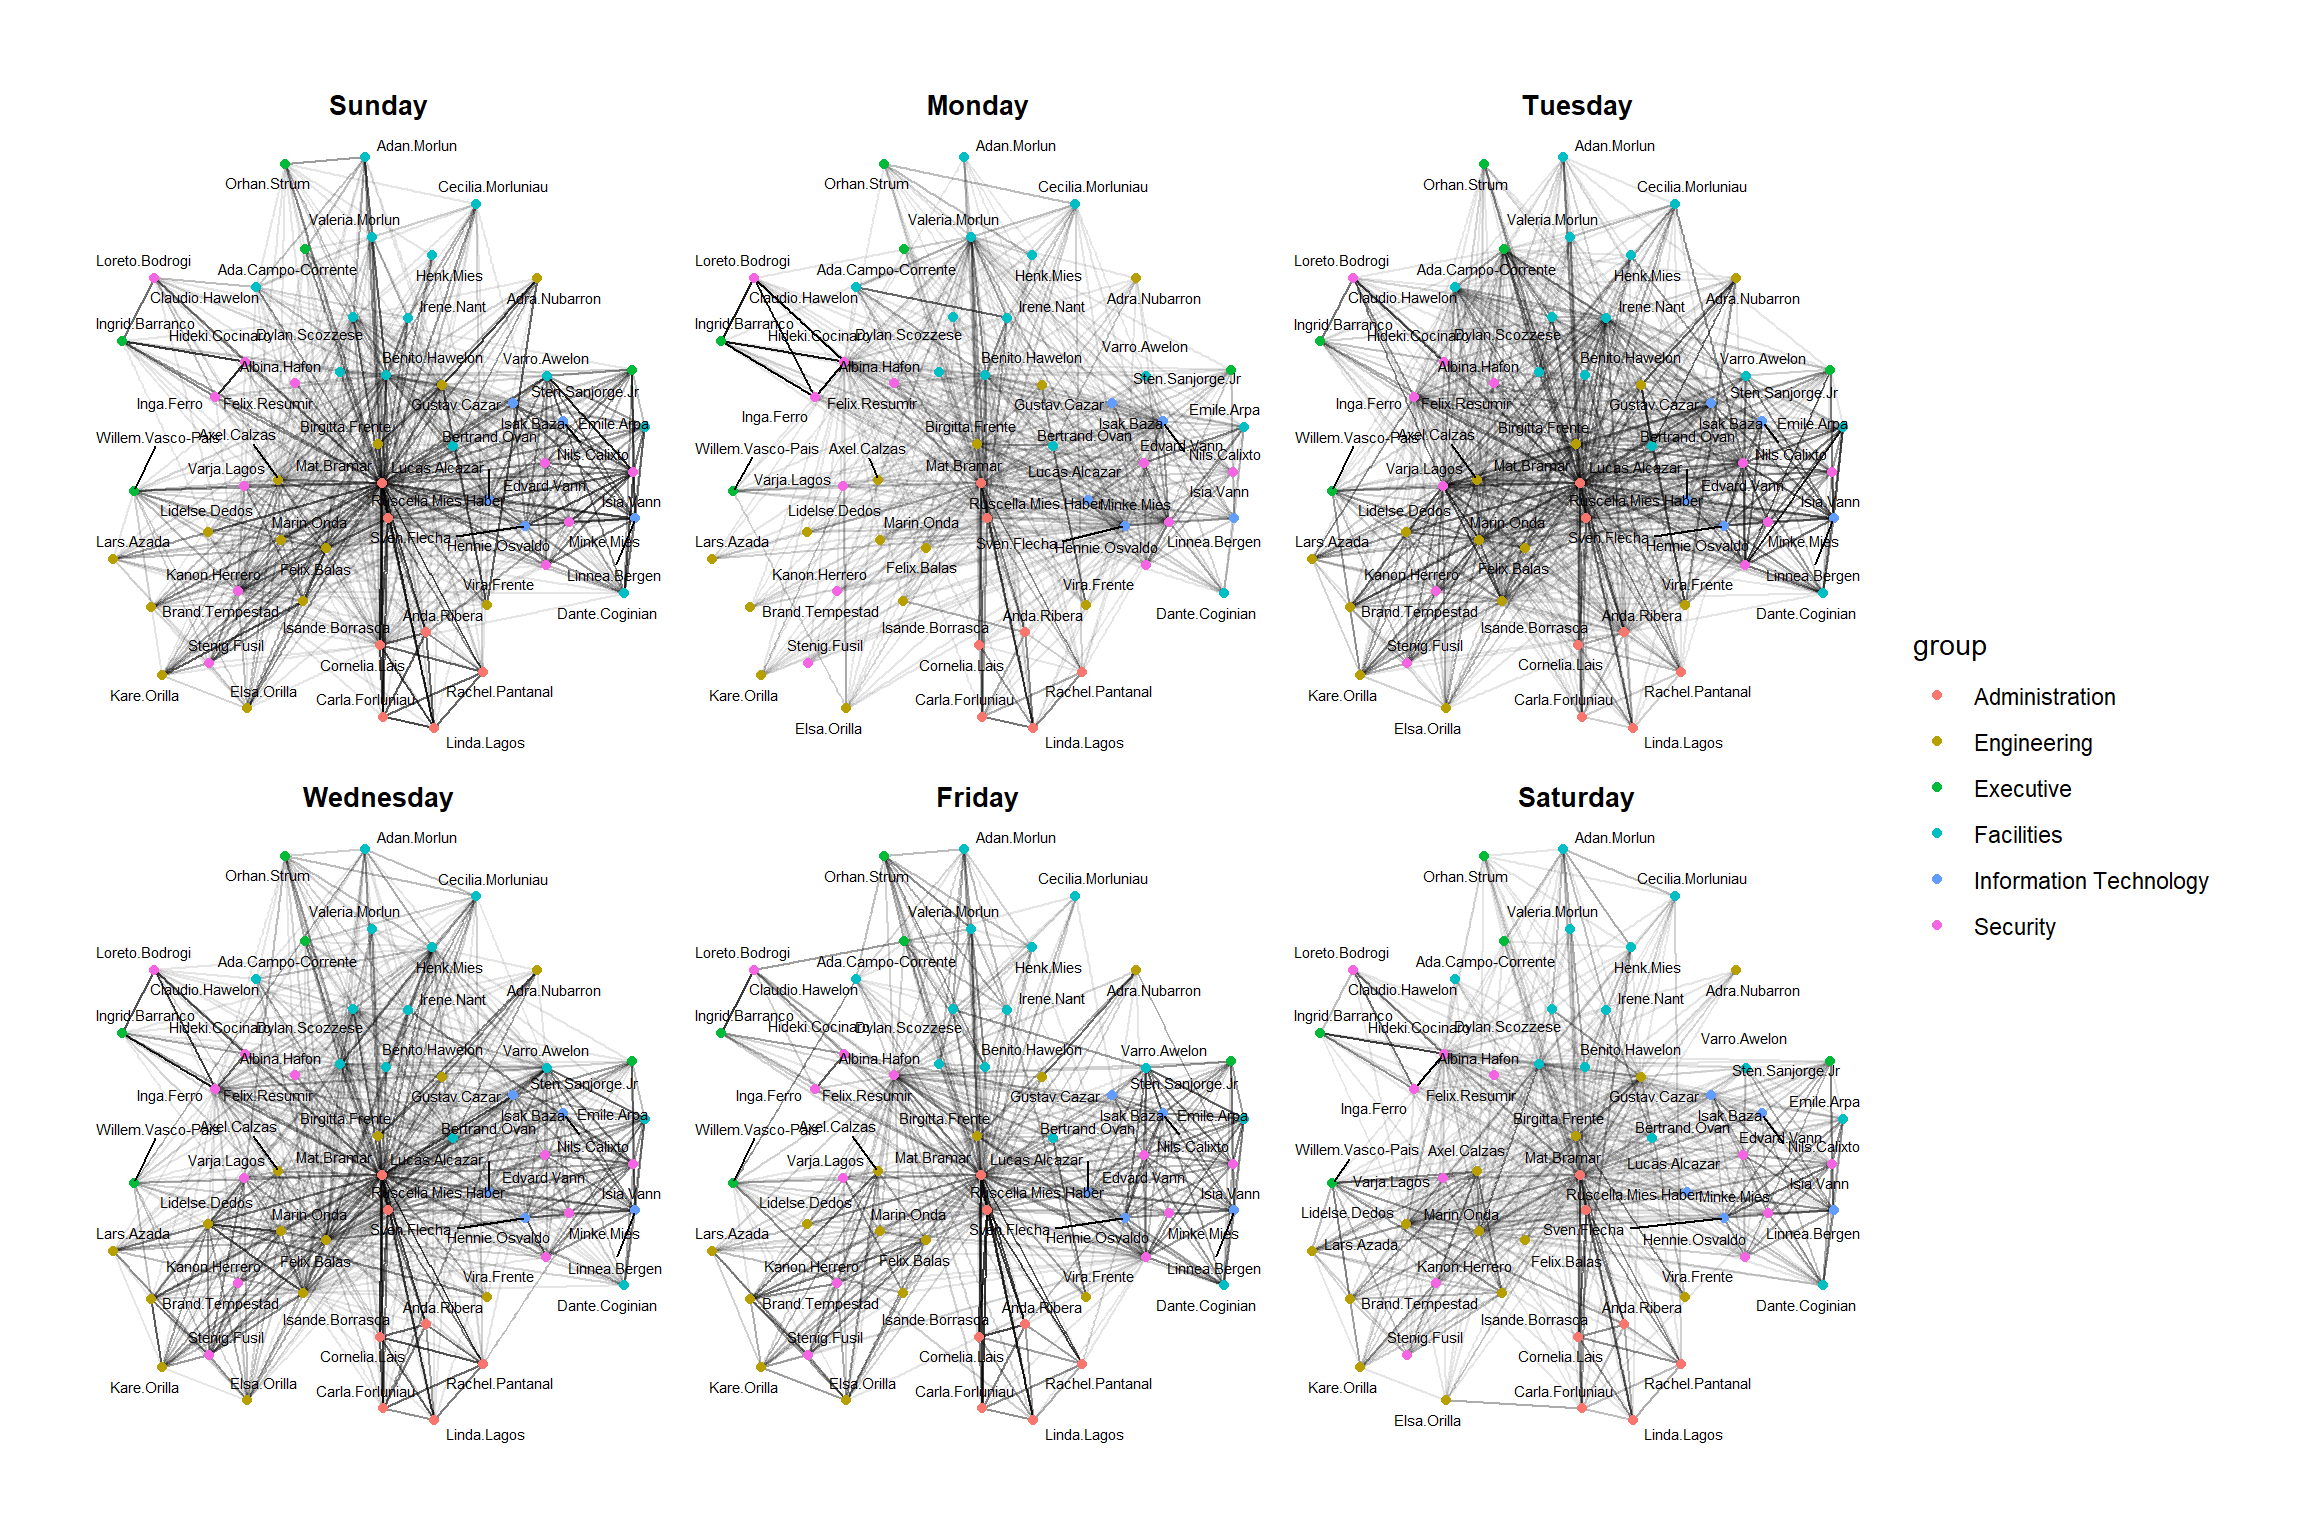 Sunday
Adan.Morlun
Orhan.Strum
Cecilia.Morluniau
Valeria.Morlun
Loreto.Bodrogi
Ada.Campo-Corrente
Henk.Mies
Claudio.Hawelon
Adra.Nubarron
Irene.Nant
Ingrid.Barranco
Hideki.Cocinaro
Dylan.Scozzese
Benito.Hawelon
Varro.Awelon
Albina.Hafon
Sten.Sanjorge.Jr
Inga.Ferro
Felix.Resumir
Gustav.Cazar
Isak.Baza
Emile.Arpa
Birgitta.Frente
Willem.Vasco-Pais
Axel.Calzas
Bertrand.Ovan
Nils.Calixto
Varja.Lagos
Mat.Bramar
Lucas.Alcazar
Edvard.Vann
Ruscella.Mies.Haber
Isia.Vann
Lidelse.Dedos
Marin.Onda
Lars.Azada
Sven.Flecha
Hennie.Osvaldo
Minke.Mies
Kanon.Herrero
Felix.Balas
Linnea.Bergen
Vira.Frente
Brand.Tempestad
Anda.Ribera
Dante.Coginian
Isande.Borrasca
Stenig.Fusil
Cornelia.Lais
Kare.Orilla
Elsa.Orilla
Carla.Forluniau
Rachel.Pantanal
Linda.Lagos
Monday
Adan.Morlun
Orhan.Strum
Cecilia.Morluniau
Valeria.Morlun
Loreto.Bodrogi
Ada.Campo-Corrente
Henk.Mies
Claudio.Hawelon
Adra.Nubarron
Irene.Nant
Ingrid.Barranco
Hideki.Cocinaro
Dylan.Scozzese
Varro.Awelon
Benito.Hawelon
Albina.Hafon
Sten.Sanjorge.Jr
Felix.Resumir
Gustav.Cazar
Emile.Arpa
Inga.Ferro
Isak.Baza
Birgitta.Frente
Bertrand.Ovan
Edvard.Vann
Willem.Vasco-Pais
Axel.Calzas
Nils.Calixto
Mat.Bramar
Lucas.Alcazar
Varja.Lagos
Isia.Vann
Ruscella.Mies.Haber
Minke.Mies
Lidelse.Dedos
Marin.Onda
Sven.Flecha
Hennie.Osvaldo
Linnea.Bergen
Lars.Azada
Felix.Balas
Kanon.Herrero
Vira.Frente
Brand.Tempestad
Anda.Ribera
Dante.Coginian
Isande.Borrasca
Stenig.Fusil
Cornelia.Lais
Kare.Orilla
Carla.Forluniau
Rachel.Pantanal
Elsa.Orilla
Linda.Lagos
Tuesday
Adan.Morlun
Orhan.Strum
Cecilia.Morluniau
Valeria.Morlun
Loreto.Bodrogi
Ada.Campo-Corrente
Henk.Mies
Claudio.Hawelon
Adra.Nubarron
Irene.Nant
Ingrid.Barranco
Hideki.Cocinaro
Dylan.Scozzese
Benito.Hawelon
Varro.Awelon
Albina.Hafon
Sten.Sanjorge.Jr
Inga.Ferro
Felix.Resumir
Gustav.Cazar
Isak.Baza
Emile.Arpa
Birgitta.Frente
Willem.Vasco-Pais
Axel.Calzas
Bertrand.Ovan
Nils.Calixto
Varja.Lagos
Mat.Bramar
Lucas.Alcazar
Edvard.Vann
Ruscella.Mies.Haber
Isia.Vann
Lidelse.Dedos
Marin.Onda
Lars.Azada
Sven.Flecha
Hennie.Osvaldo
Minke.Mies
Kanon.Herrero
Felix.Balas
Linnea.Bergen
Vira.Frente
Brand.Tempestad
Anda.Ribera
Dante.Coginian
Isande.Borrasca
Stenig.Fusil
Cornelia.Lais
Kare.Orilla
Carla.Forluniau
Rachel.Pantanal
Elsa.Orilla
Linda.Lagos
Wednesday
Adan.Morlun
Orhan.Strum
Cecilia.Morluniau
Valeria.Morlun
Loreto.Bodrogi
Ada.Campo-Corrente
Henk.Mies
Claudio.Hawelon
Adra.Nubarron
Irene.Nant
Ingrid.Barranco
Hideki.Cocinaro
Dylan.Scozzese
Benito.Hawelon
Varro.Awelon
Albina.Hafon
Sten.Sanjorge.Jr
Inga.Ferro
Felix.Resumir
Gustav.Cazar
Isak.Baza
Emile.Arpa
Birgitta.Frente
Willem.Vasco-Pais
Axel.Calzas
Bertrand.Ovan
Nils.Calixto
Varja.Lagos
Mat.Bramar
Lucas.Alcazar
Edvard.Vann
Ruscella.Mies.Haber
Isia.Vann
Lidelse.Dedos
Marin.Onda
Lars.Azada
Sven.Flecha
Hennie.Osvaldo
Minke.Mies
Kanon.Herrero
Felix.Balas
Linnea.Bergen
Vira.Frente
Brand.Tempestad
Anda.Ribera
Dante.Coginian
Isande.Borrasca
Stenig.Fusil
Cornelia.Lais
Kare.Orilla
Elsa.Orilla
Carla.Forluniau
Rachel.Pantanal
Linda.Lagos
Friday
Adan.Morlun
Orhan.Strum
Cecilia.Morluniau
Valeria.Morlun
Loreto.Bodrogi
Ada.Campo-Corrente
Henk.Mies
Claudio.Hawelon
Adra.Nubarron
Irene.Nant
Ingrid.Barranco
Hideki.Cocinaro
Dylan.Scozzese
Benito.Hawelon
Varro.Awelon
Albina.Hafon
Sten.Sanjorge.Jr
Inga.Ferro
Felix.Resumir
Gustav.Cazar
Isak.Baza
Emile.Arpa
Birgitta.Frente
Willem.Vasco-Pais
Axel.Calzas
Bertrand.Ovan
Nils.Calixto
Varja.Lagos
Mat.Bramar
Lucas.Alcazar
Edvard.Vann
Ruscella.Mies.Haber
Isia.Vann
Lidelse.Dedos
Marin.Onda
Lars.Azada
Sven.Flecha
Hennie.Osvaldo
Minke.Mies
Kanon.Herrero
Felix.Balas
Linnea.Bergen
Vira.Frente
Brand.Tempestad
Anda.Ribera
Dante.Coginian
Isande.Borrasca
Stenig.Fusil
Cornelia.Lais
Kare.Orilla
Elsa.Orilla
Carla.Forluniau
Rachel.Pantanal
Linda.Lagos
Saturday
Adan.Morlun
Orhan.Strum
Cecilia.Morluniau
Valeria.Morlun
Loreto.Bodrogi
Ada.Campo-Corrente
Henk.Mies
Claudio.Hawelon
Adra.Nubarron
Irene.Nant
Ingrid.Barranco
Hideki.Cocinaro
Dylan.Scozzese
Varro.Awelon
Benito.Hawelon
Albina.Hafon
Sten.Sanjorge.Jr
Felix.Resumir
Gustav.Cazar
Emile.Arpa
Inga.Ferro
Isak.Baza
Birgitta.Frente
Bertrand.Ovan
Edvard.Vann
Willem.Vasco-Pais
Axel.Calzas
Nils.Calixto
Mat.Bramar
Lucas.Alcazar
Varja.Lagos
Isia.Vann
Ruscella.Mies.Haber
Minke.Mies
Lidelse.Dedos
Marin.Onda
Sven.Flecha
Hennie.Osvaldo
Linnea.Bergen
Lars.Azada
Felix.Balas
Kanon.Herrero
Vira.Frente
Brand.Tempestad
Anda.Ribera
Dante.Coginian
Isande.Borrasca
Stenig.Fusil
Cornelia.Lais
Kare.Orilla
Carla.Forluniau
Rachel.Pantanal
Elsa.Orilla
Linda.Lagos
group
Administration
Engineering
Executive
Facilities
Information Technology
Security